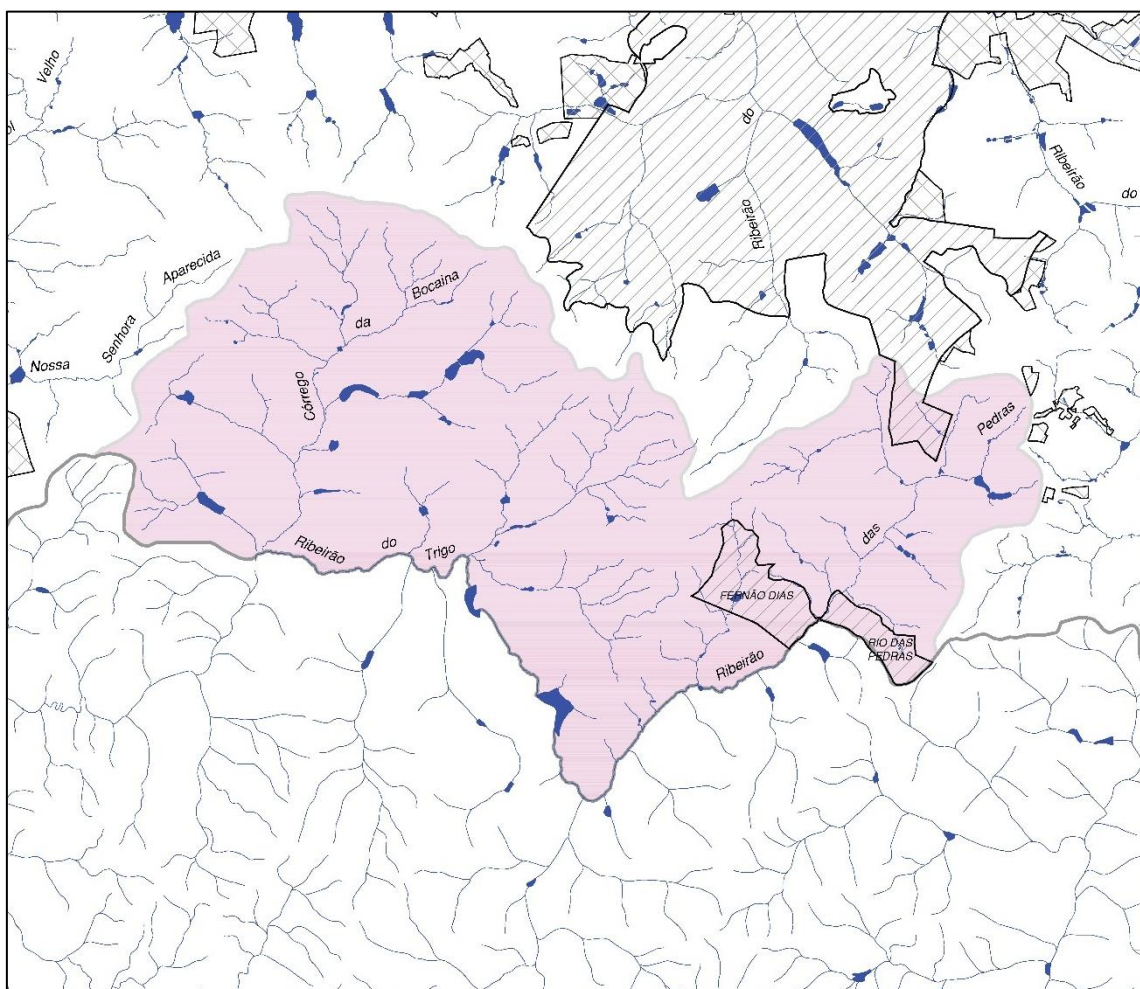 Velho
do
Ribeirão
do
Ribeirão
Aparecida
Senhora
Nossa
Bocaina
da
Córrego
Pedras
das
Ribeirão
do
Trigo
FERNÃO DIAS
RIO DAS
PEDRAS
Ribeirão